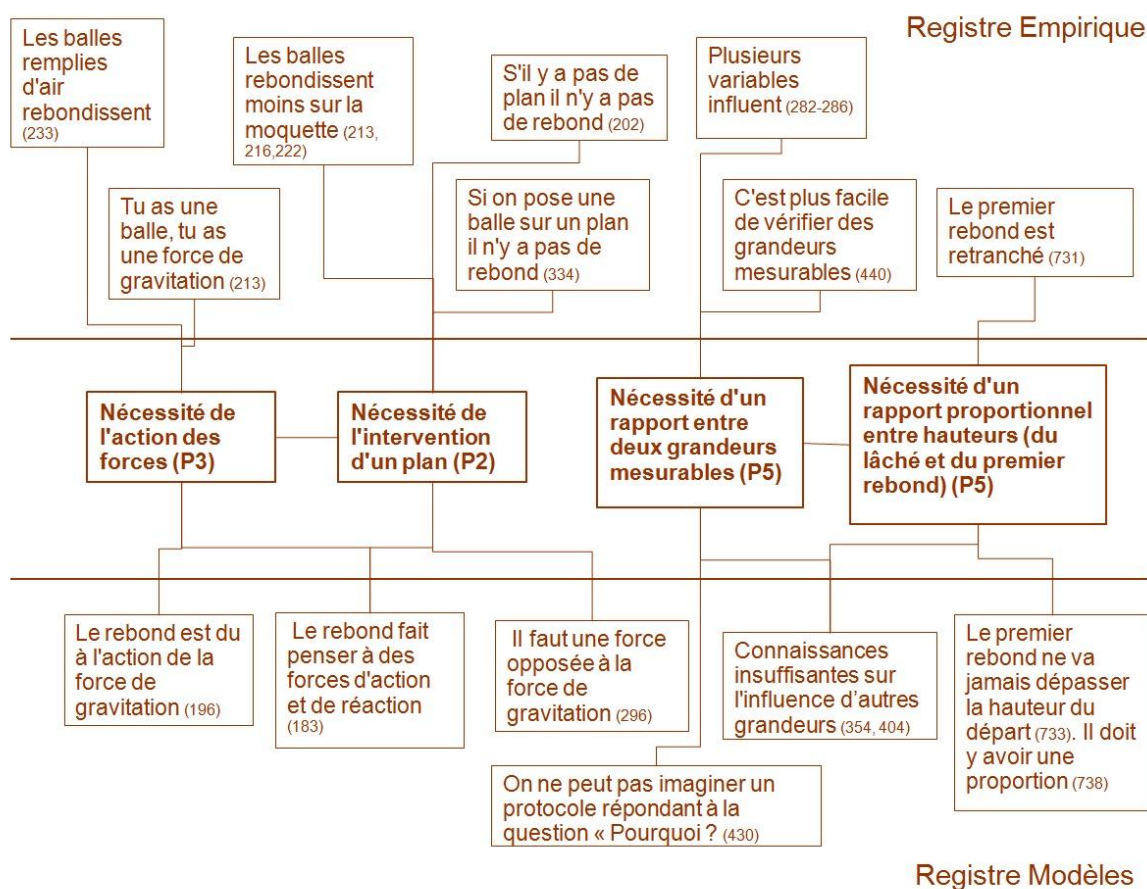 Registre Empirique
Les balles
remplies
d'air
rebondissent
(233)
Les balles
rebondissent
moins sur la
moquette (213,
216,222)
S'il y a pas de
plan il n'y a pas
de rebond (202)
Plusieurs
variables
influent (282-286)
Tu as une
balle, tu as
une force de
gravitation (213)
Si on pose une
balle sur un plan
il n'y a pas de
rebond (334)
C'est plus facile
de vérifier des
grandeurs
mesurables (440)
Le premier
rebond est
retranché (731)
Nécessité de
l'action des
forces (P3)
Nécessité de
l'intervention
d'un plan (P2)
Nécessité d'un
rapport entre
deux grandeurs
mesurables (P5)
Nécessité d'un
rapport proportionnel
entre hauteurs (du
lâché et du premier
rebond) (P5)
Le rebond est du
à l'action de la
force de
gravitation (196)
Le rebond fait
penser à des
forces d'action
et de réaction
(183)
Il faut une force
opposée à la
force de
gravitation (296)
Connaissances
insuffisantes sur
l'influence d'autres
grandeurs (354, 404)
Le premier
rebond ne va
jamais dépasser
la hauteur du
départ (733). Il doit
y avoir une
proportion (738)
On ne peut pas imaginer un
protocole répondant à la
question « Pourquoi ? (430)
Registre Modèles